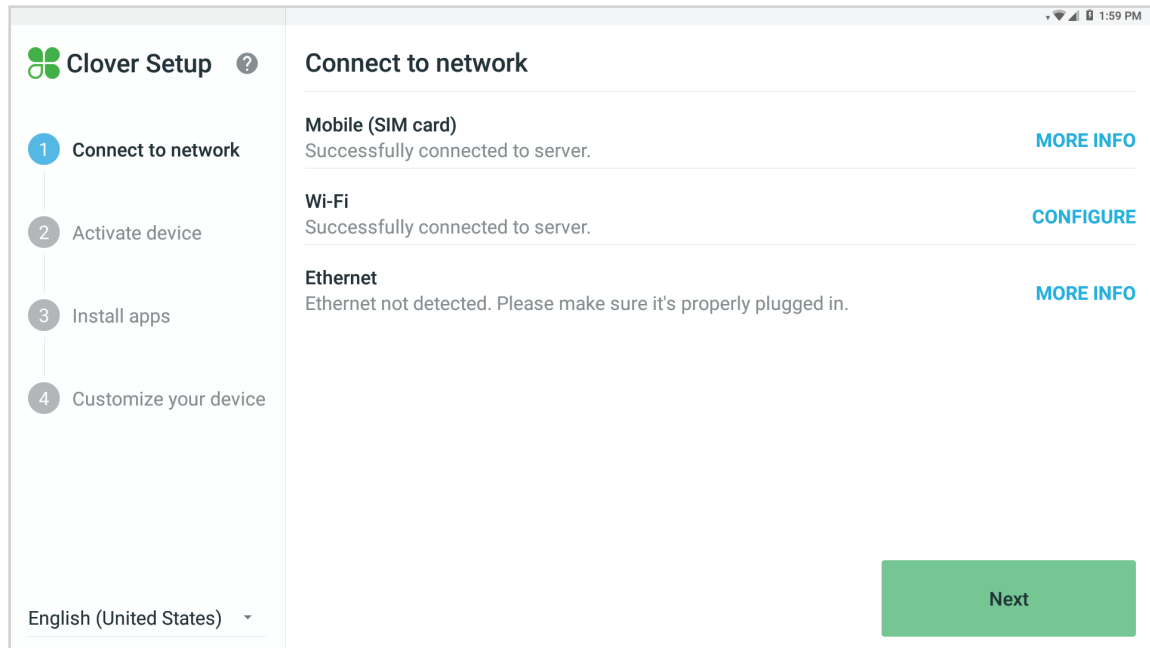 1:59 PM
Clover Setup ?
1 Connect to network
2 Activate device
3 Install apps
4 Customize your device
English (United States)
Connect to network
Mobile (SIM card)
Successfully connected to server.
MORE INFO
Wi-Fi
Successfully connected to server.
CONFIGURE
Ethernet
Ethernet not detected. Please make sure it's properly plugged in.
MORE INFO
Next